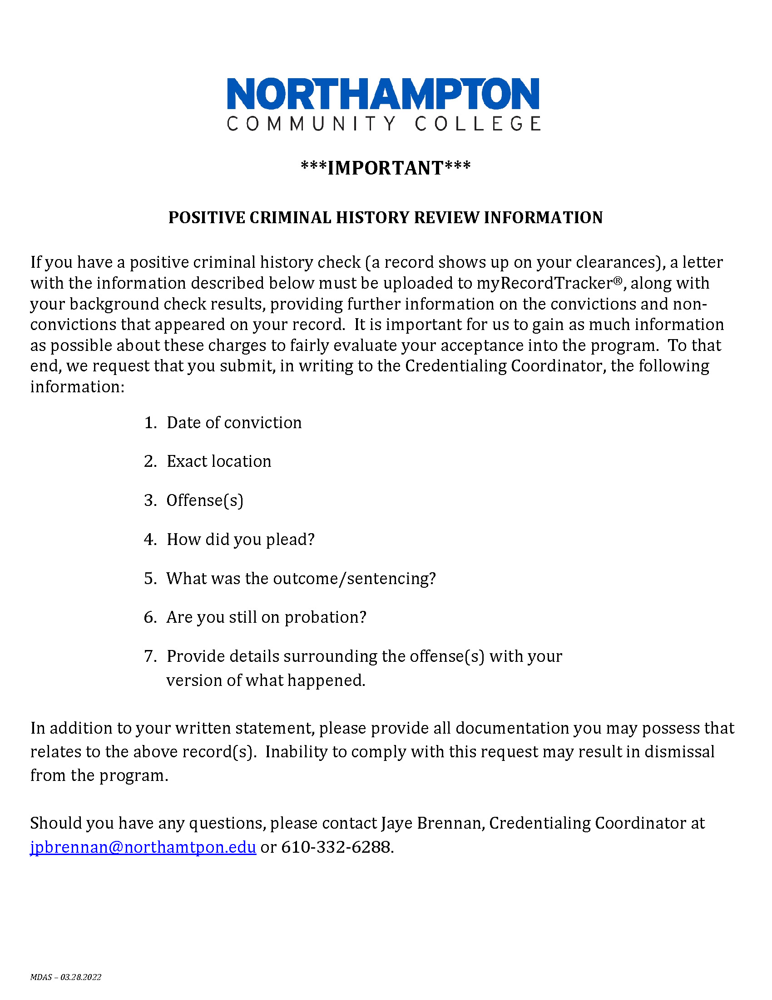 NORTHAMPTON
COMMUNITY COLLEGE
***IMPORTANT***
POSITIVE CRIMINAL HISTORY REVIEW INFORMATION
If you have a positive criminal history check (a record shows up on your clearances), a letter
with the information described below must be uploaded to myRecordTracker®, along with
your background check results, providing further information on the convictions and non-
convictions that appeared on your record.  It is important for us to gain as much information
as possible about these charges to fairly evaluate your acceptance into the program.  To that
end, we request that you submit, in writing to the Credentialing Coordinator, the following
information:
1. Date of conviction
2. Exact location
3. Offense(s)
4. How did you plead?
5. What was the outcome/sentencing?
6. Are you still on probation?
7. Provide details surrounding the offense(s) with your
version of what happened.
In addition to your written statement, please provide all documentation you may possess that
relates to the above record(s).  Inability to comply with this request may result in dismissal
from the program.
Should you have any questions, please contact Jaye Brennan, Credentialing Coordinator at
jpbrennan@northamtpon.edu or 610-332-6288.
MDAS – 03.28.2022